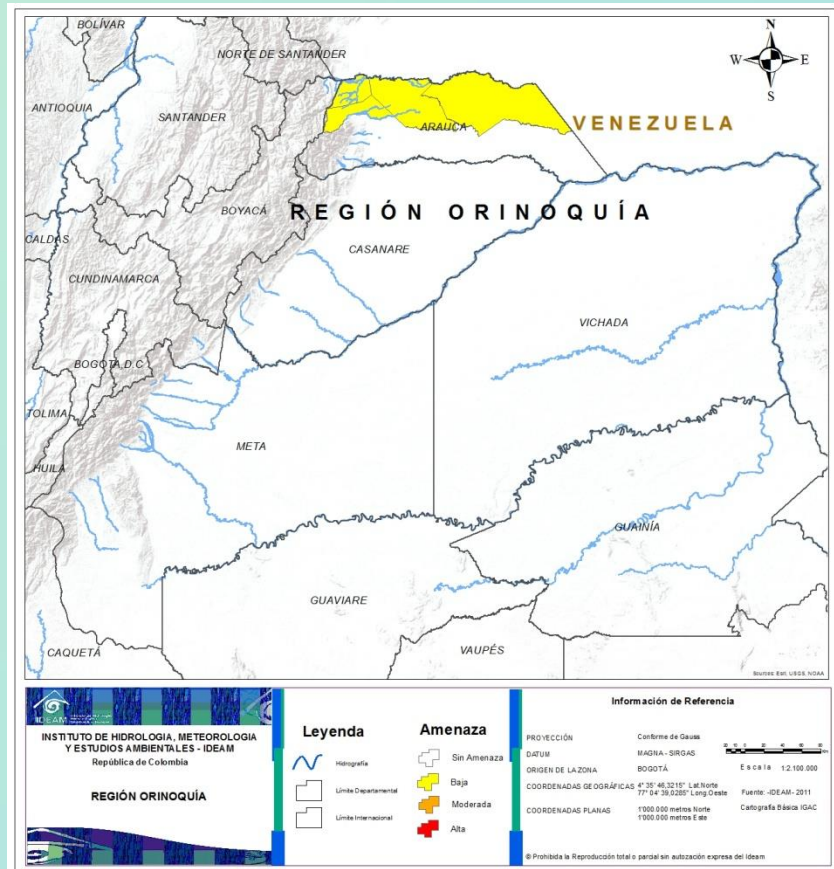 BOLÍVAR
NORTE DE SANTANDER
N
W
E
S
ANTIOQUIA
SANTANDER
ARAUCA
VENEZUELA
BOYACÁ
REGIÓN ORINOQUÍA
CALDAS
CASANARE
CUNDINAMARCA
VICHADA
BOGOTÁ,D.C
TOLIMA
META
HUILA
GUAINÍA
GUAVIARE
CAQUETÁ
VAUPÉS
Sources: Esri, USGS, NOAA
IDEAM
INSTITUTO DE HIDROLOGIA, METEOROLOGIA
Y ESTUDIOS AMBIENTALES - IDEAM
República de Colombia
REGIÓN ORINOQUÍA
Leyenda
Hidrografía
Límite Departamental
Límite Internacional
Amenaza
Sin Amenaza
Baja
Moderada
Alta
Información de Referencia
PROYECCIÓN Conforme de Gauss
DATUM MAGNA - SIRGAS
ORIGEN DE LA ZONA BOGOTÁ
COORDENADAS GEOGRÁFICAS 4° 35' 46,3215" Lat.Norte
77° 04' 39,0285" Long.Oeste
COORDENADAS PLANAS 1'000.000 metros Norte
1'000.000 metros Este
Escala 1:2.100.000
Fuente: -IDEAM- 2011
Cartografía Básica IGAC
© Prohibida la Reproducción total o parcial sin autozación expresa del Ideam